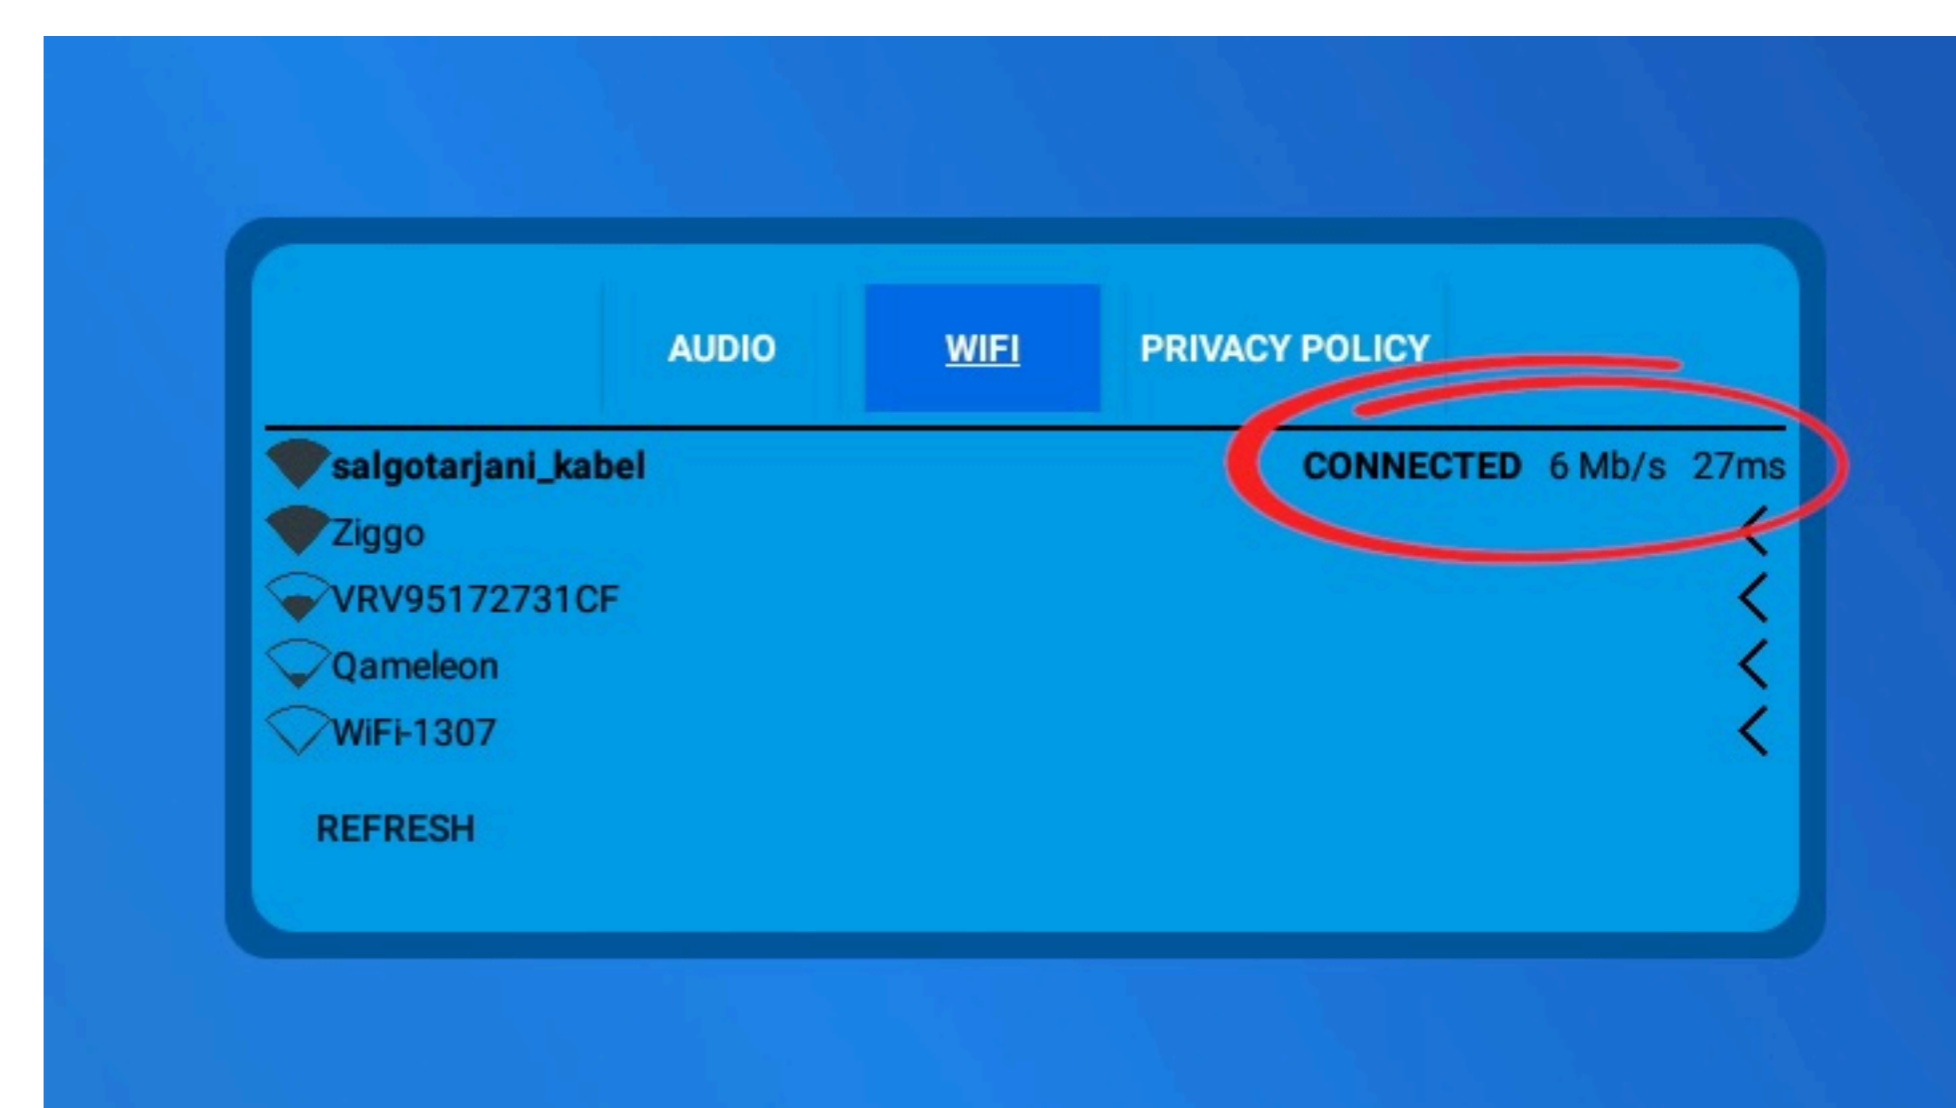 AUDIO WIFI PRIVACY POLICY
salgotarjani_kabel CONNECTED 6 Mb/s 27ms
Ziggo
VRV95172731CF
Qameleon
WiFi-1307
REFRESH